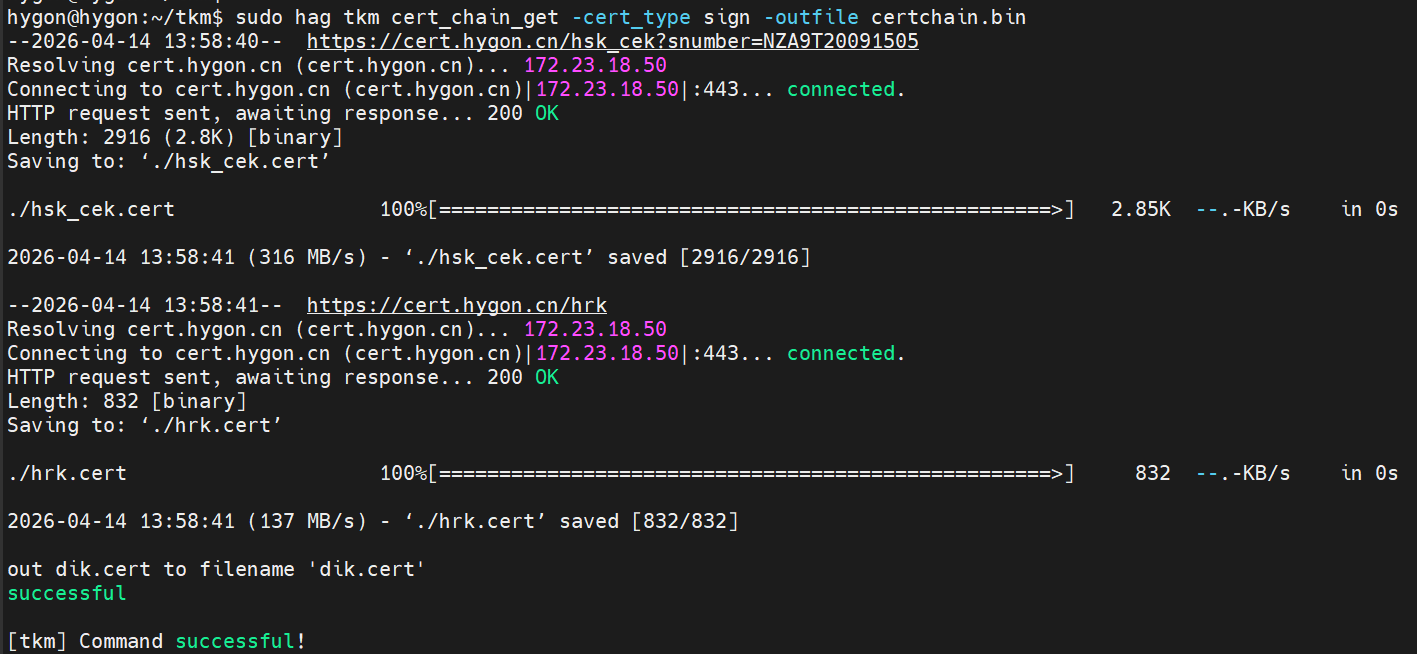 hygon@hygon:~/tkm$ sudo hag tkm cert_chain_get -cert_type sign -outfile certchain.bin
--2026-04-14 13:58:40--  https://cert.hygon.cn/hsk_cek?snumber=NZA9T20091505
Resolving cert.hygon.cn (cert.hygon.cn)... 172.23.18.50
Connecting to cert.hygon.cn (cert.hygon.cn)|172.23.18.50|:443... connected.
HTTP request sent, awaiting response... 200 OK
Length: 2916 (2.8K) [binary]
Saving to: ‘./hsk_cek.cert’
./hsk_cek.cert                 100%[===================================================>]   2.85K  --.-KB/s    in 0s
2026-04-14 13:58:41 (316 MB/s) - ‘./hsk_cek.cert’ saved [2916/2916]
--2026-04-14 13:58:41--  https://cert.hygon.cn/hrk
Resolving cert.hygon.cn (cert.hygon.cn)... 172.23.18.50
Connecting to cert.hygon.cn (cert.hygon.cn)|172.23.18.50|:443... connected.
HTTP request sent, awaiting response... 200 OK
Length: 832 [binary]
Saving to: ‘./hrk.cert’
./hrk.cert                     100%[===================================================>]     832  --.-KB/s    in 0s
2026-04-14 13:58:41 (137 MB/s) - ‘./hrk.cert’ saved [832/832]
out dik.cert to filename 'dik.cert'
successful
[tkm] Command successful!